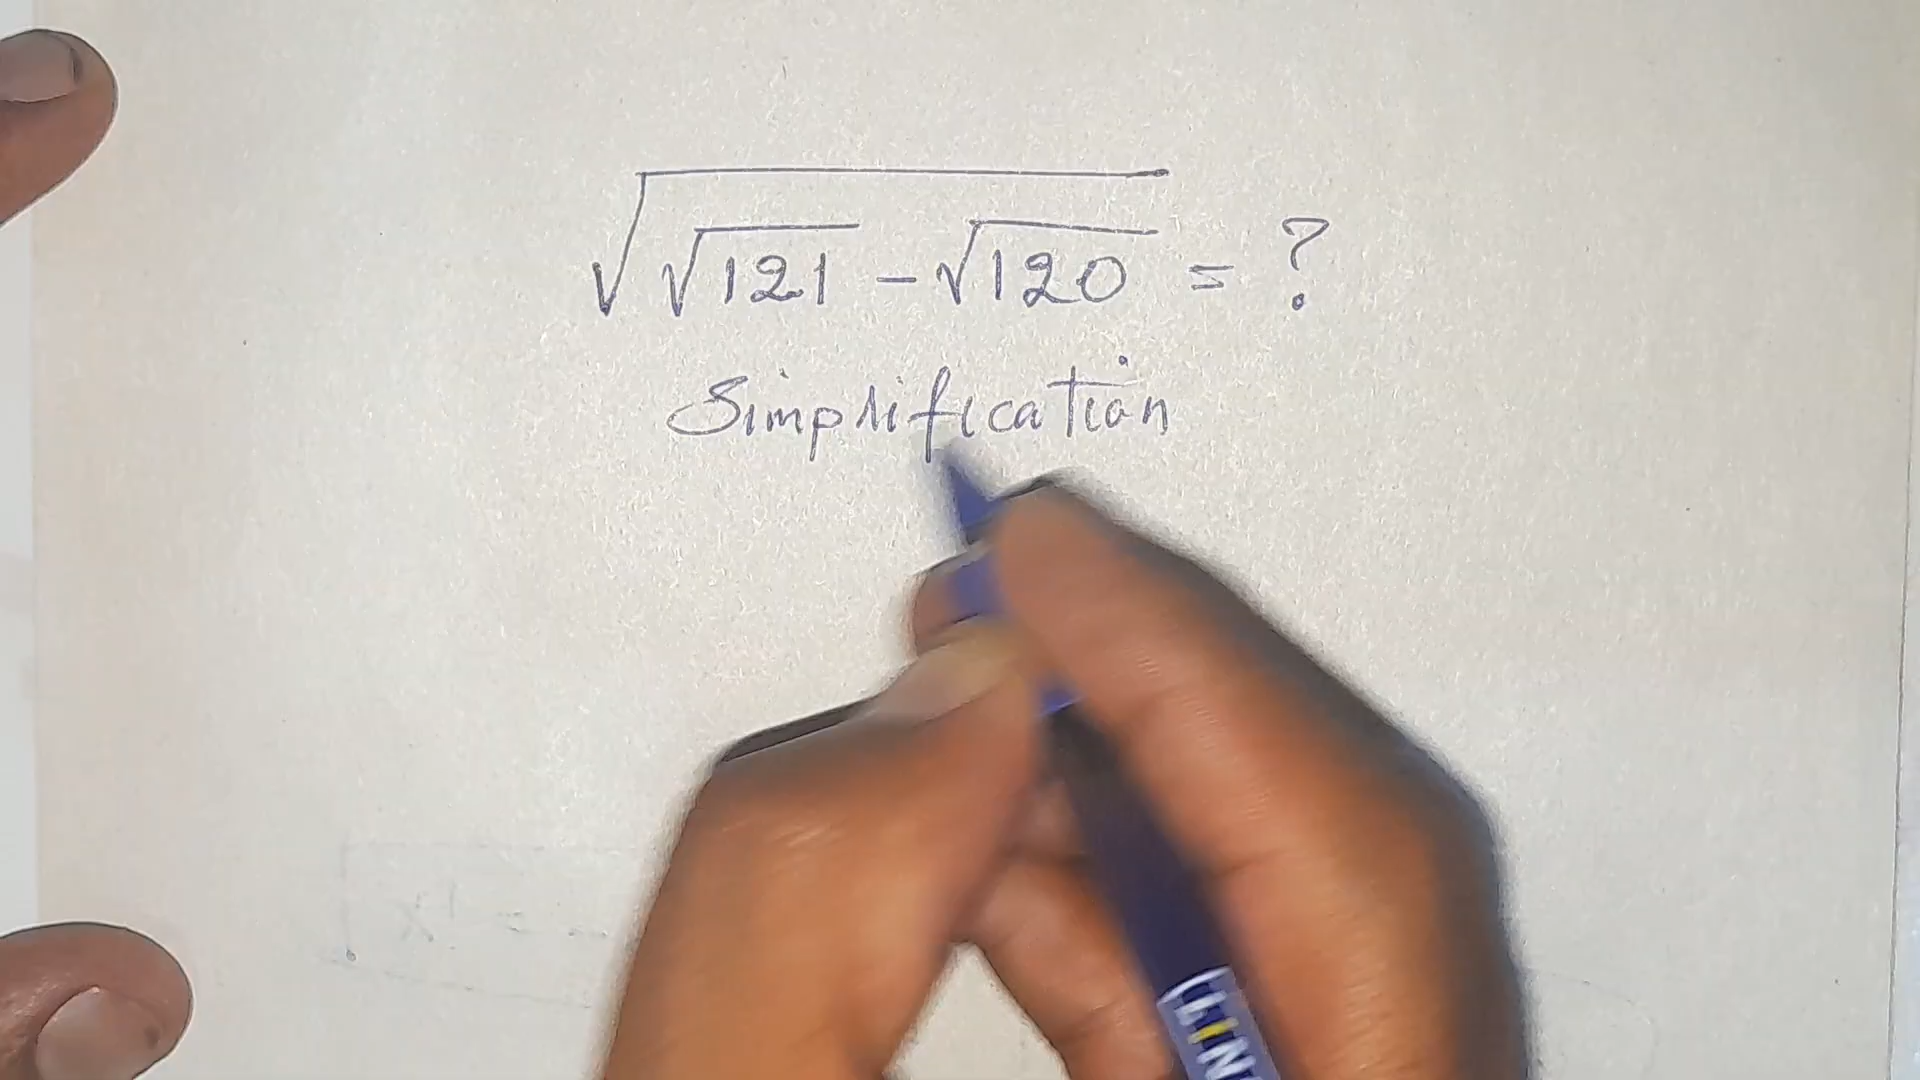 √(√121 - √120) = ?
Simplification